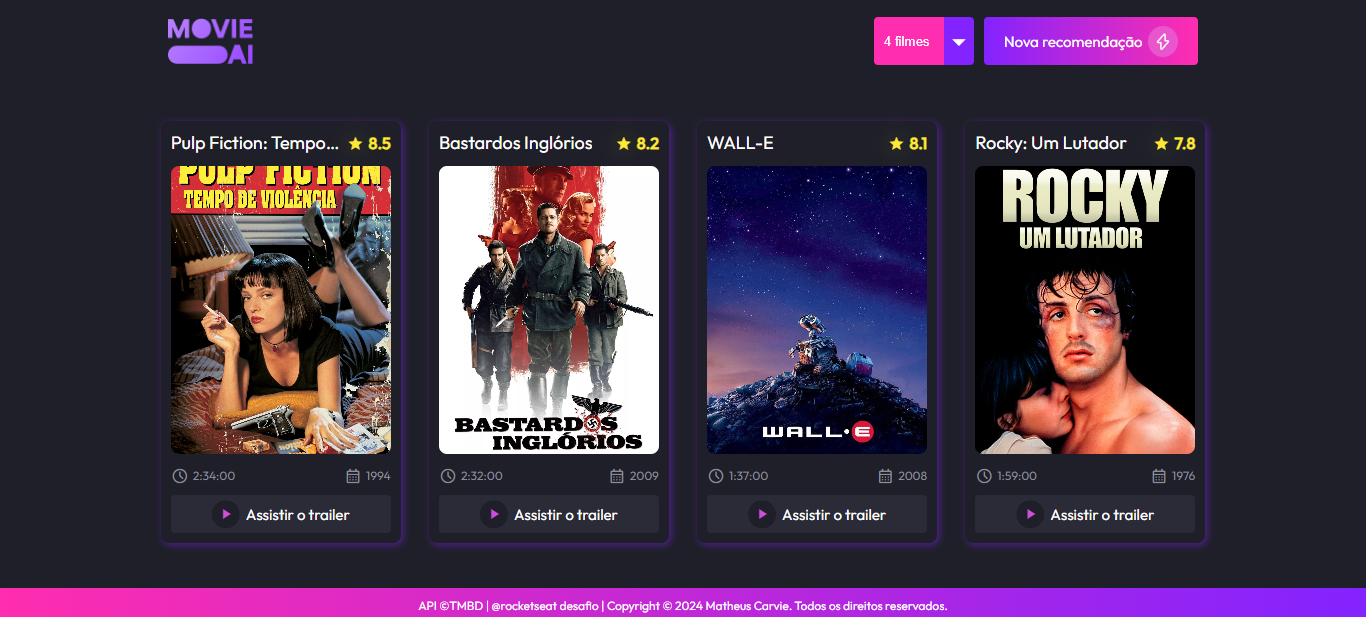 MOVIE
AI
4 filmes
Nova recomendação
Pulp Fiction: Tempo... 8.5
Bastardos Inglórios 8.2
WALL-E 8.1
Rocky: Um Lutador 7.8
PULP FICTION
TEMPO DE VIOLÊNCIA
BASTARDOS
INGLÓRIOS
WALL·E
ROCKY
UM LUTADOR
2:34:00 1994
2:32:00 2009
1:37:00 2008
1:59:00 1976
Assistir o trailer
Assistir o trailer
Assistir o trailer
Assistir o trailer
API ©TMBD | @rocketseat desafio | Copyright © 2024 Matheus Carvie. Todos os direitos reservados.